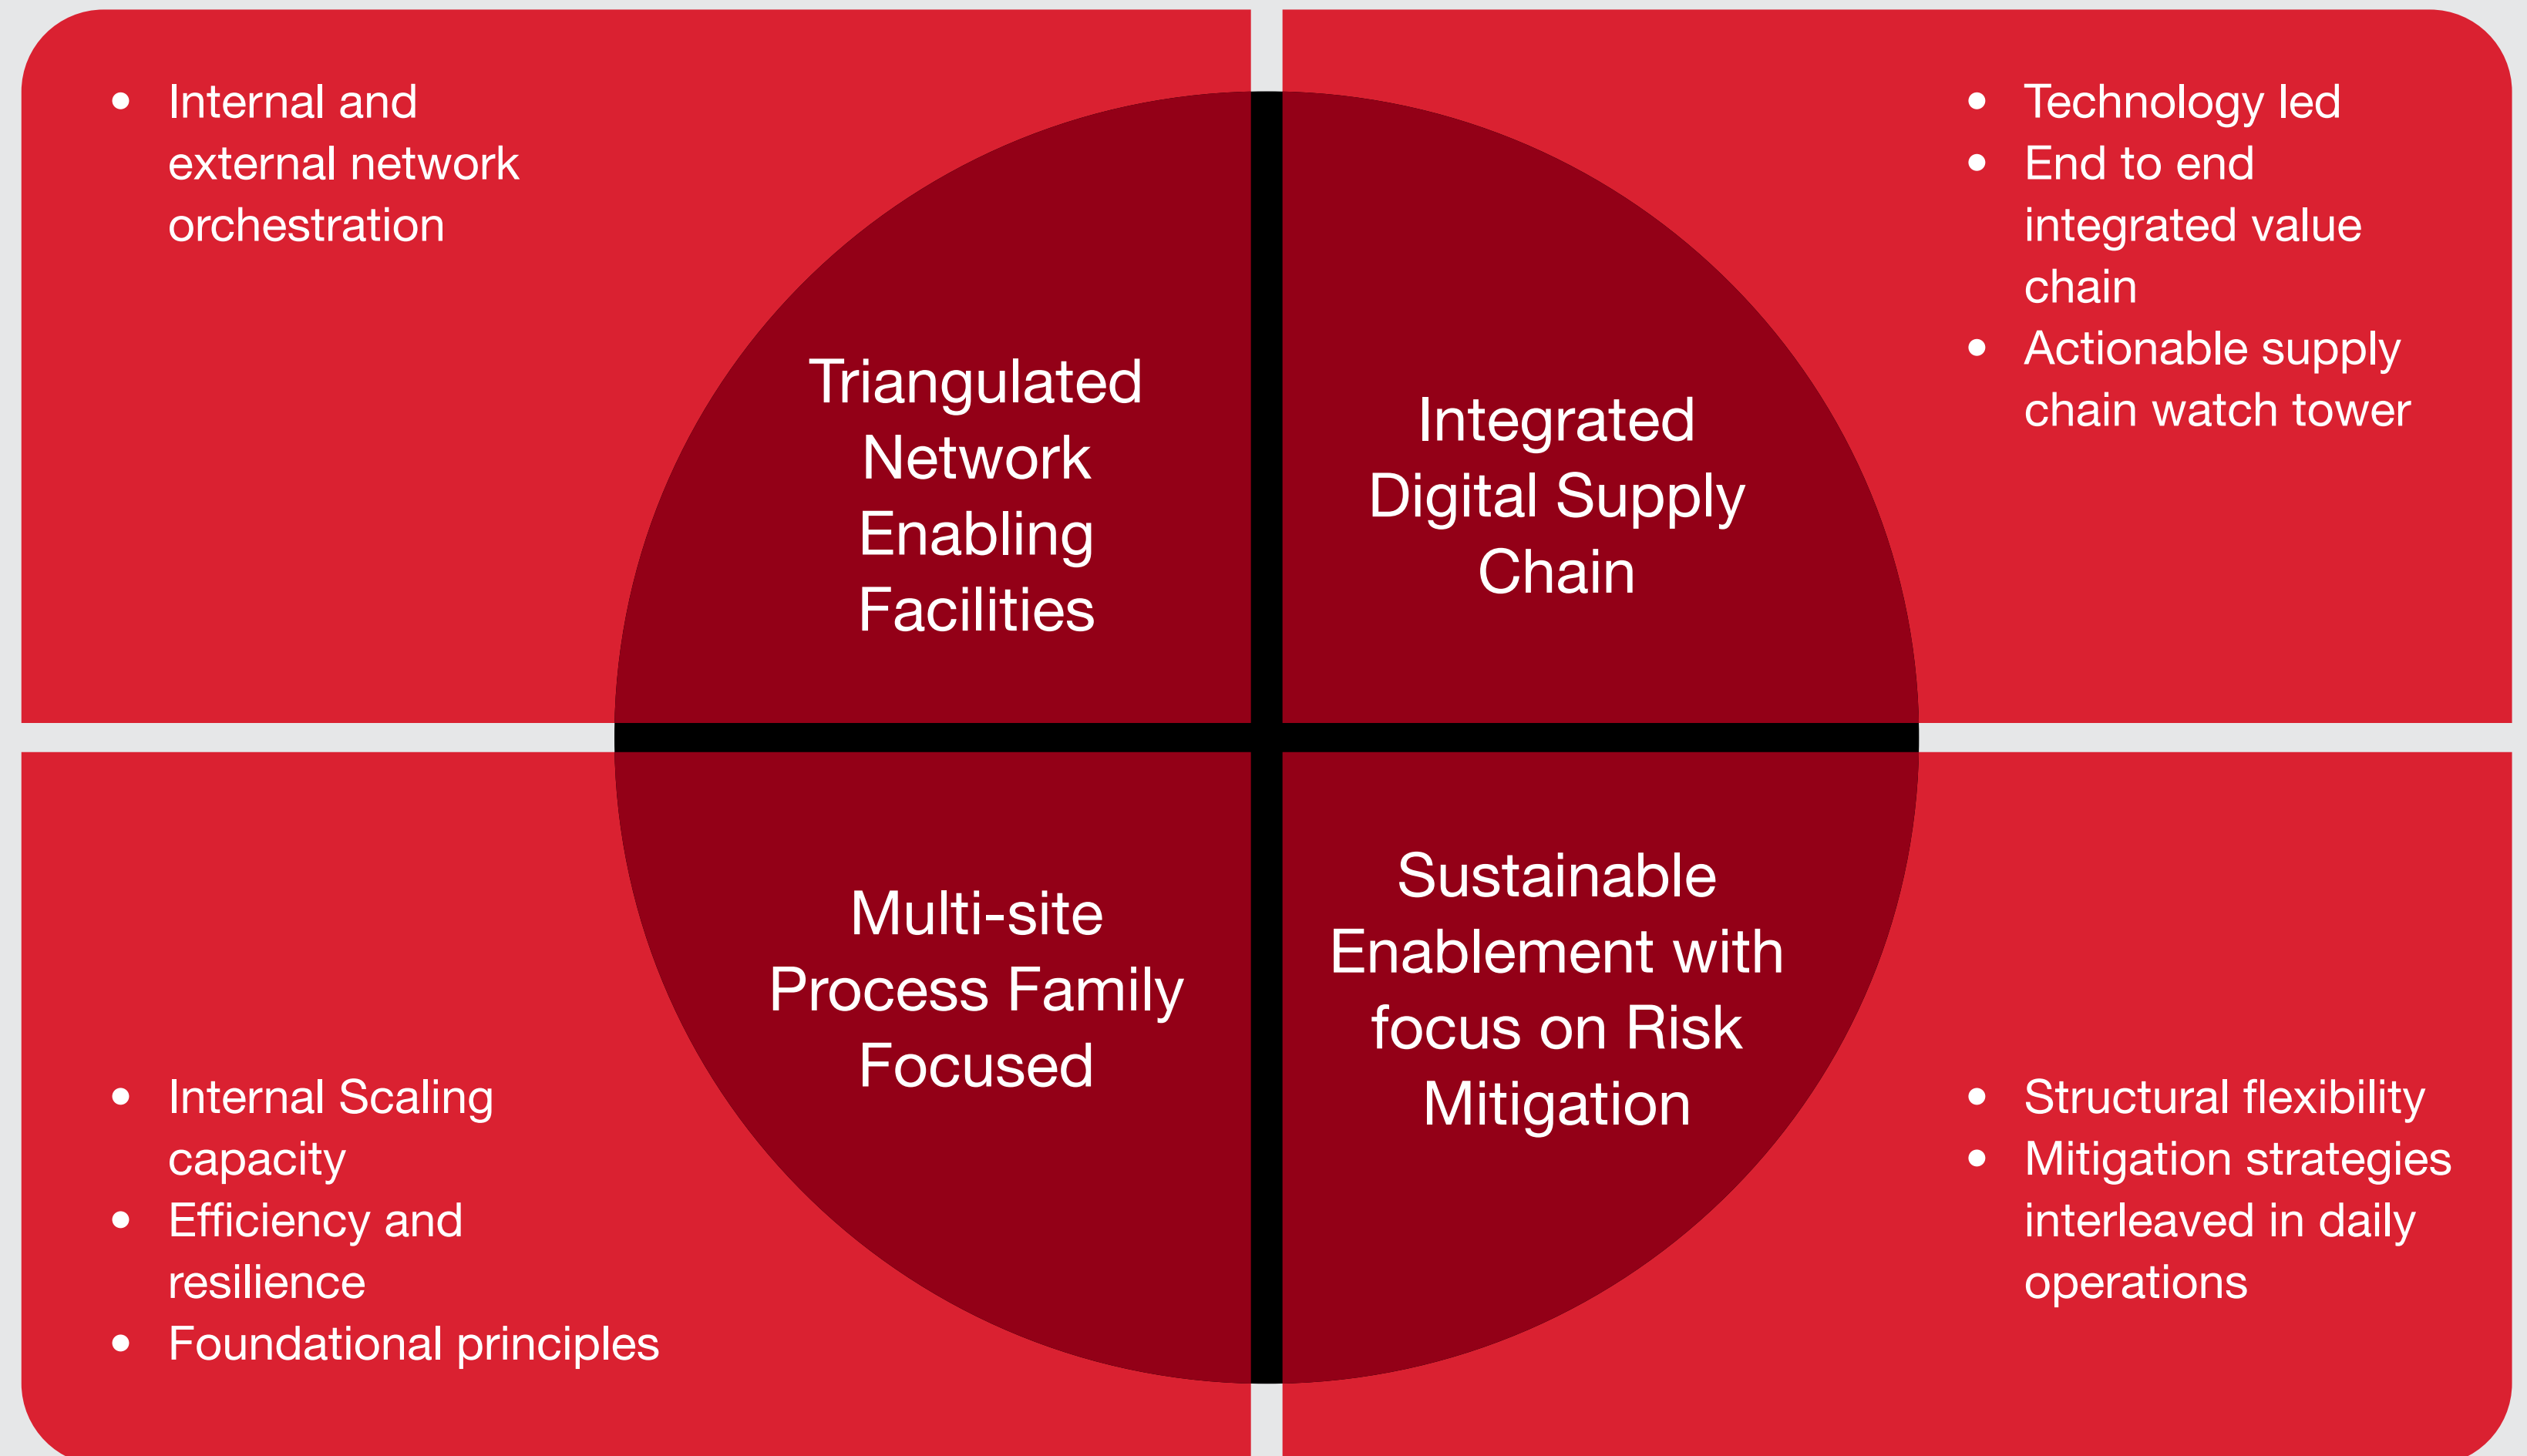 • Internal and
external network
orchestration
Triangulated
Network
Enabling
Facilities
• Technology led
• End to end
integrated value
chain
• Actionable supply
chain watch tower
Integrated
Digital Supply
Chain
Multi-site
Process Family
Focused
• Internal Scaling
capacity
• Efficiency and
resilience
• Foundational principles
Sustainable
Enablement with
focus on Risk
Mitigation
• Structural flexibility
• Mitigation strategies
interleaved in daily
operations